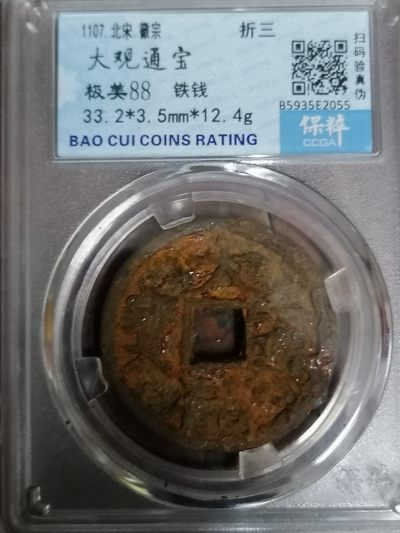 1107.北宋.徽宗
折三
大观通宝
极美88 铁钱
33.2*3.5mm*12.4g
BAO CUI COINS RATING
B5935E2055
保粹
CCGA
扫码验真伪